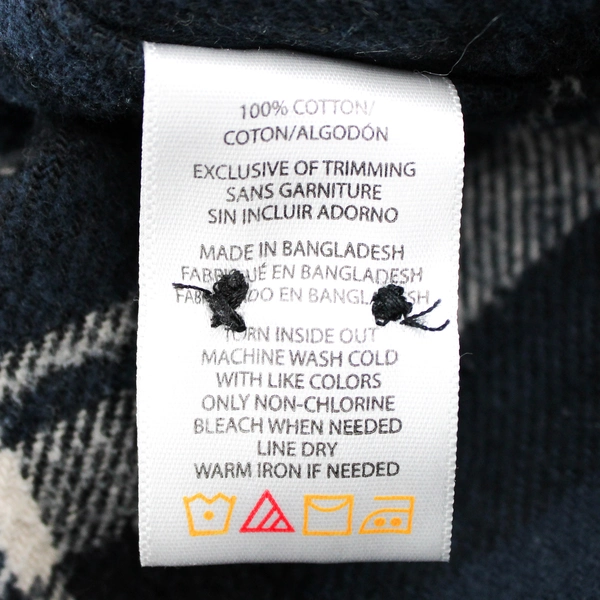 100% COTTON/
COTON/ALGODÓN
EXCLUSIVE OF TRIMMING
SANS GARNITURE
SIN INCLUIR ADORNO
MADE IN BANGLADESH
FABRIQUÉ EN BANGLADESH
EN BANGLADESH
TURN INSIDE OUT
MACHINE WASH COLD
WITH LIKE COLORS
ONLY NON-CHLORINE
BLEACH WHEN NEEDED
LINE DRY
WARM IRON IF NEEDED